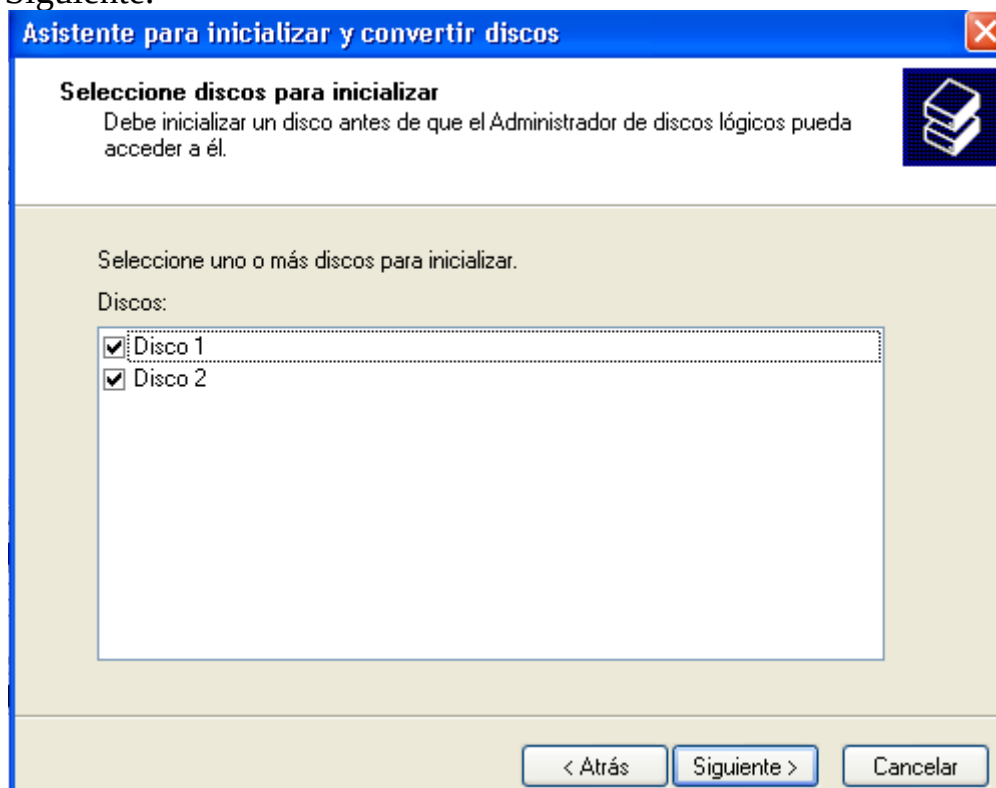 Siguiente.
Asistente para inicializar y convertir discos
Seleccione discos para inicializar
Debe inicializar un disco antes de que el Administrador de discos lógicos pueda
acceder a él.
Seleccione uno o más discos para inicializar.
Discos:
Disco 1
Disco 2
< Atrás
Siguiente >
Cancelar